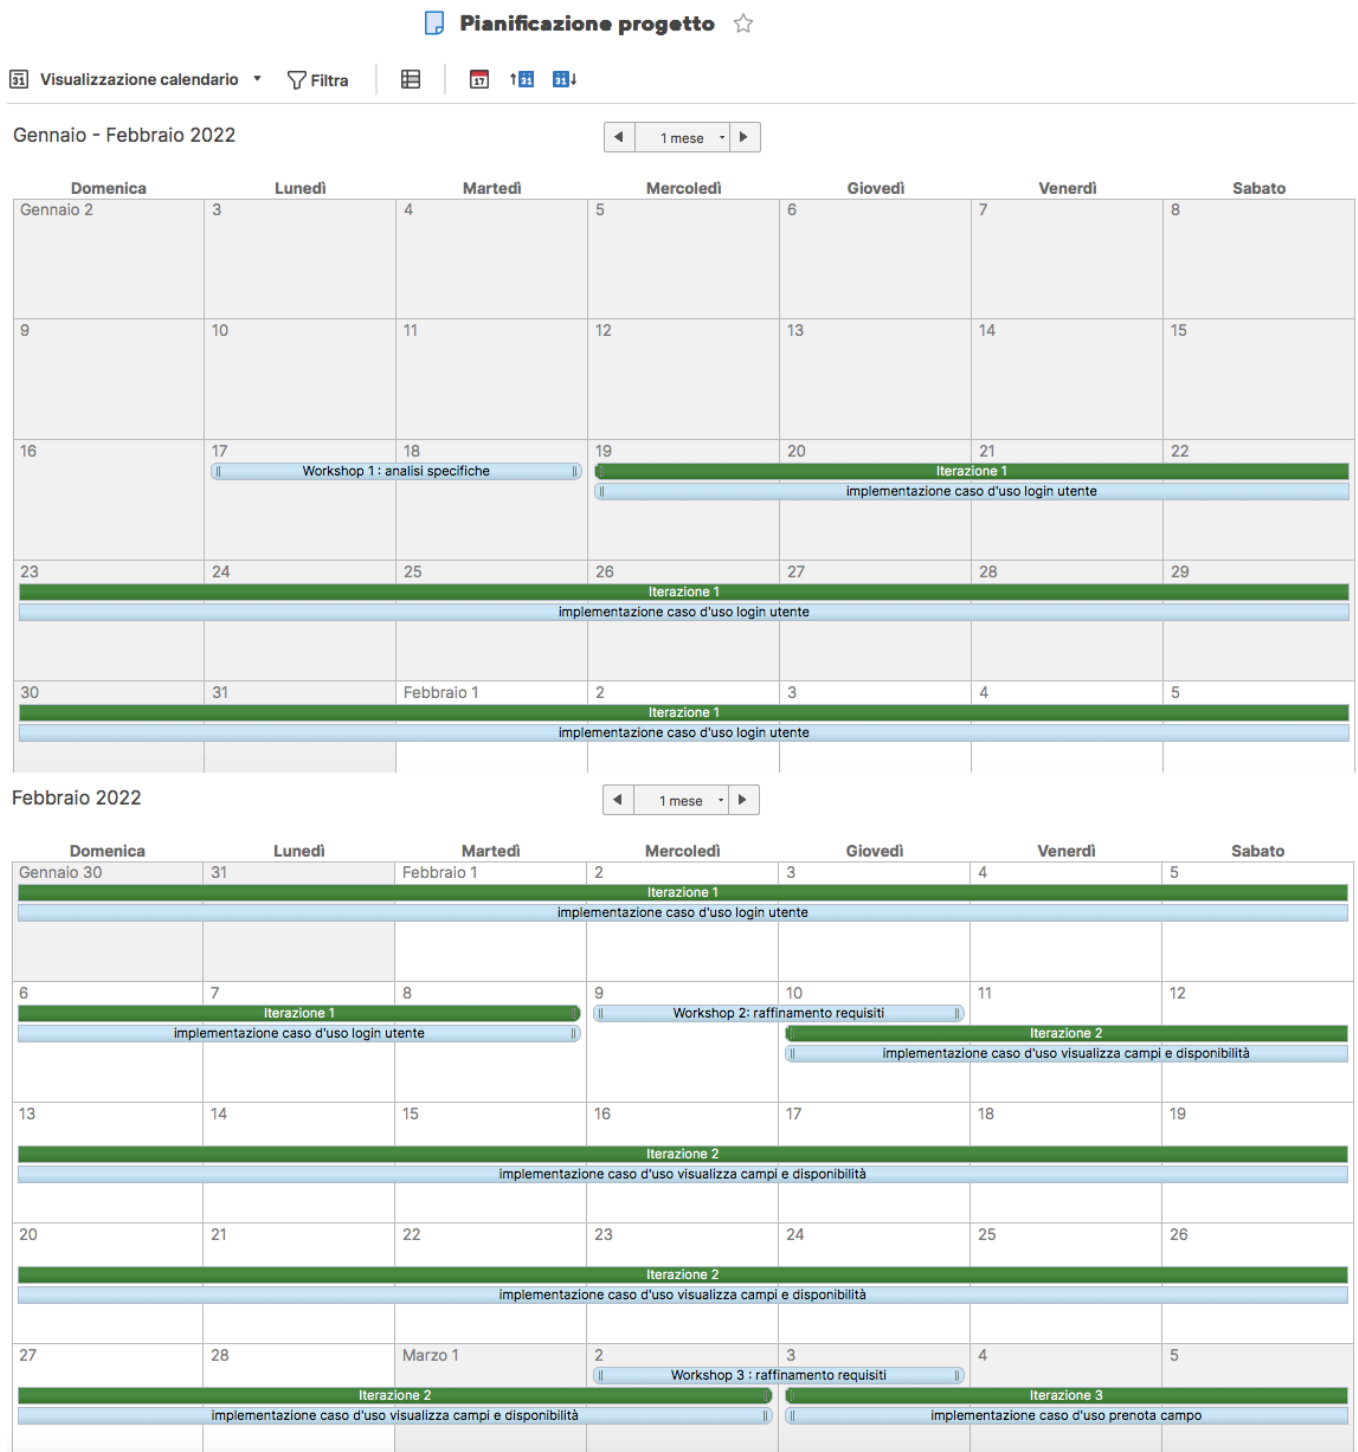 Pianificazione progetto
31 Visualizzazione calendario Filtra 17 31 31
Gennaio - Febbraio 2022 1 mese
Domenica Lunedì Martedì Mercoledì Giovedì Venerdì Sabato
Gennaio 2 3 4 5 6 7 8
9 10 11 12 13 14 15
16 17 18 19 20 21 22
Workshop 1 : analisi specifiche Iterazione 1
implementazione caso d'uso login utente
23 24 25 26 27 28 29
Iterazione 1
implementazione caso d'uso login utente
30 31 Febbraio 1 2 3 4 5
Iterazione 1
implementazione caso d'uso login utente
Febbraio 2022 1 mese
Domenica Lunedì Martedì Mercoledì Giovedì Venerdì Sabato
Gennaio 30 31 Febbraio 1 2 3 4 5
Iterazione 1
implementazione caso d'uso login utente
6 7 8 9 10 11 12
Iterazione 1 Workshop 2: raffinamento requisiti
implementazione caso d'uso login utente Iterazione 2
implementazione caso d'uso visualizza campi e disponibilità
13 14 15 16 17 18 19
Iterazione 2
implementazione caso d'uso visualizza campi e disponibilità
20 21 22 23 24 25 26
Iterazione 2
implementazione caso d'uso visualizza campi e disponibilità
27 28 Marzo 1 2 3 4 5
Workshop 3 : raffinamento requisiti
Iterazione 2 Iterazione 3
implementazione caso d'uso visualizza campi e disponibilità implementazione caso d'uso prenota campo